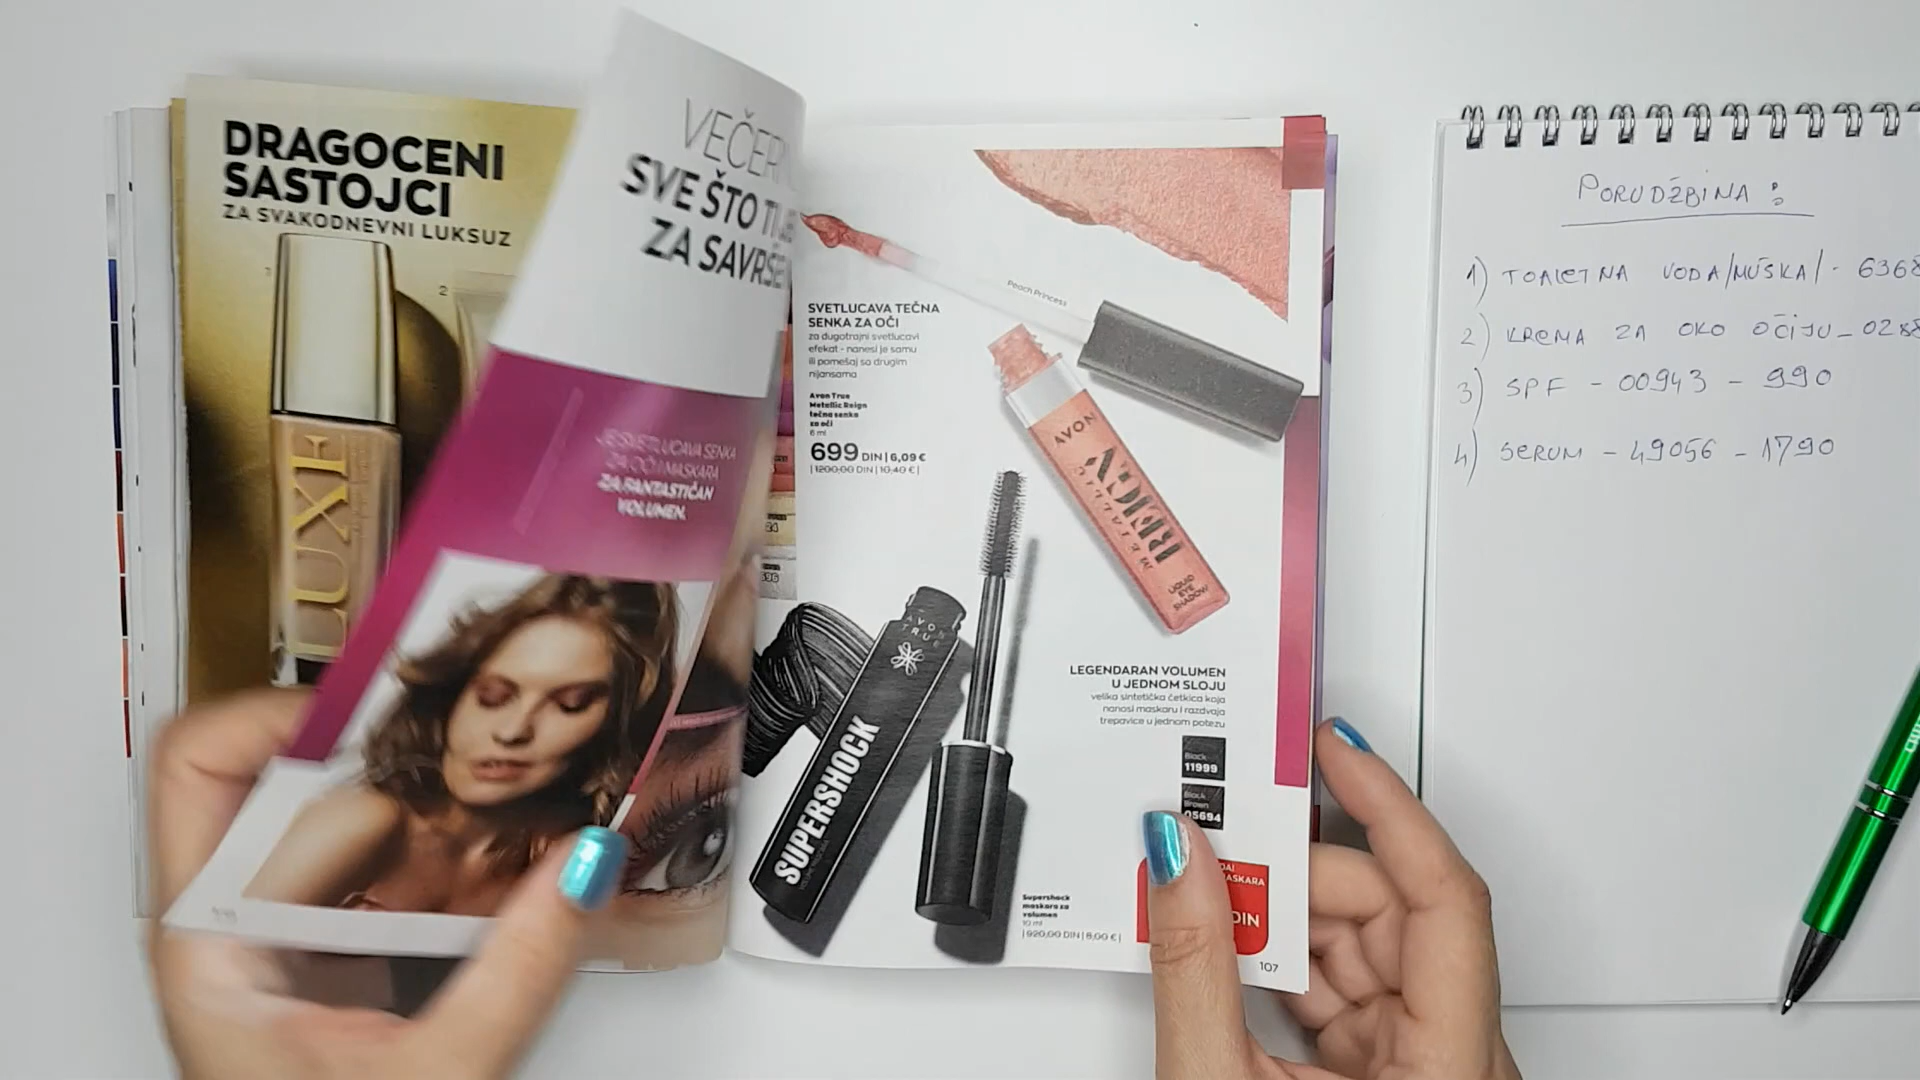 DRAGOCENI
SASTOJCI
ZA SVAKODNEVNI LUKSUZ
1
2
LUXE
SVE ŠTO TI JE
JE SVETLUCAVA SENKA
ZA OČI I MASKARA
ZA FANTASTIČAN
VOLUMEN.
Peach Princess
SVETLUCAVA TEČNA
SENKA ZA OČI
za dugotrajni svetlucavi
efekat - nanesi je samu
ili pomešaj sa drugim
nijansama
Avon True
Metallic Reign
tečna senka
za oči
6 ml
699 DIN | 6,09 €
| 1200,00 DIN | 10,40 € |
AVON
METALLIC
REIGN
LIQUID
EYE
SHADOW
AVON
TRUE
SUPERSHOCK
LEGENDARAN VOLUMEN
U JEDNOM SLOJU
velika sintetička četkica koja
nanosi maskaru i razdvaja
trepavice u jednom potezu
Black
11999
Black
Brown
05694
Supershock
maskara za
volumen
10 ml
| 920,00 DIN | 8,00 € |
DIN
107
PORUDŽBINA :
1) TOALETNA VODA/MUŠKA/ - 6368
2) KREMA ZA OKO OČIJU - 0288
3) SPF - 00943 - 990
4) SERUM - 49056 - 1790